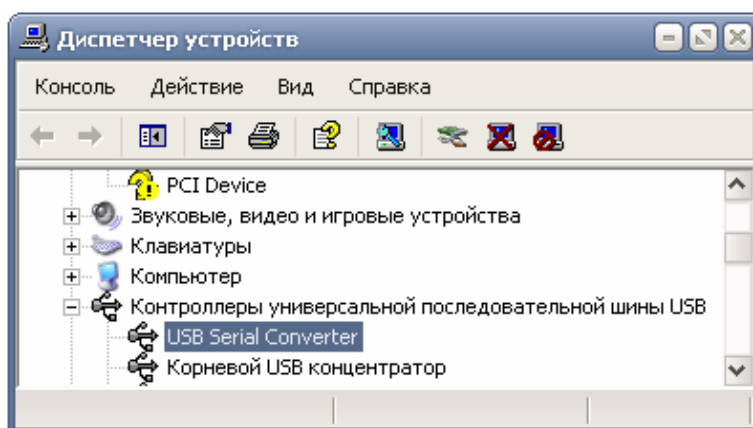 Диспетчер устройств
Консоль Действие Вид Справка
PCI Device
Звуковые, видео и игровые устройства
Клавиатуры
Компьютер
Контроллеры универсальной последовательной шины USB
USB Serial Converter
Корневой USB концентратор